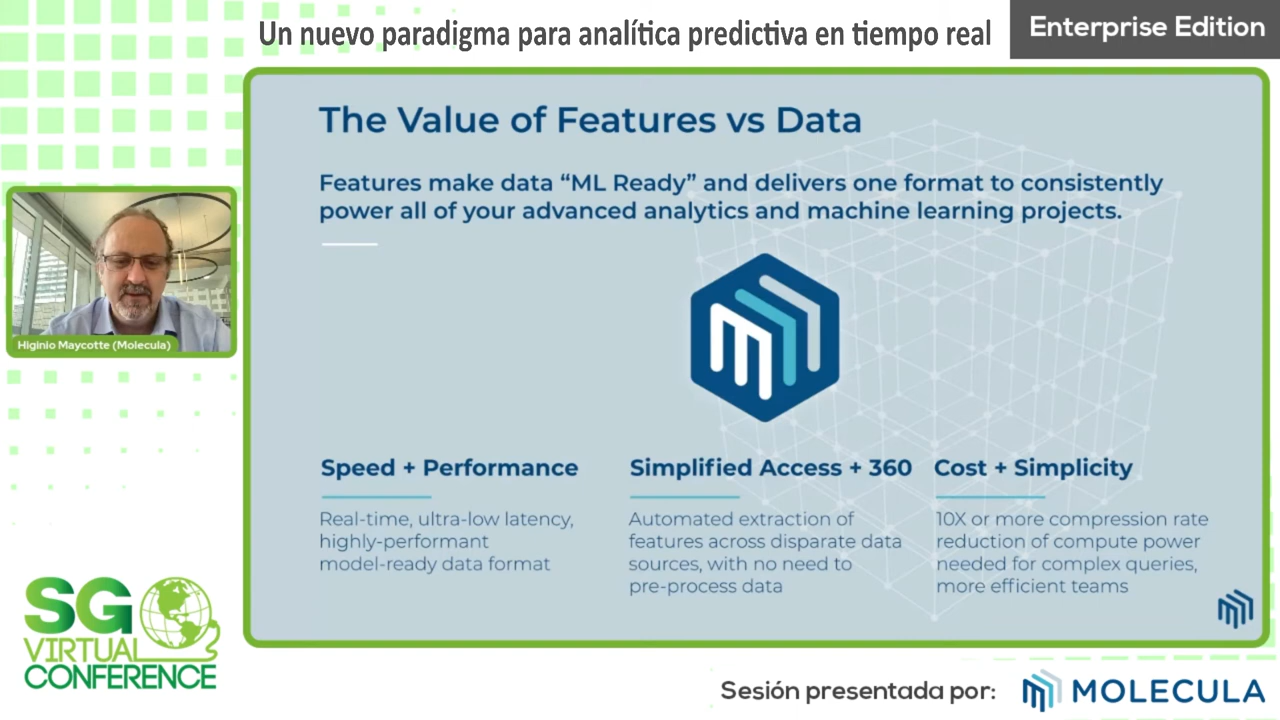 Un nuevo paradigma para analítica predictiva en tiempo real
Enterprise Edition
The Value of Features vs Data
Features make data “ML Ready” and delivers one format to consistently
power all of your advanced analytics and machine learning projects.
Higinio Maycotte (Molecula)
Speed + Performance
Real-time, ultra-low latency,
highly-performant
model-ready data format
Simplified Access + 360
Automated extraction of
features across disparate data
sources, with no need to
pre-process data
Cost + Simplicity
10X or more compression rate
reduction of compute power
needed for complex queries,
more efficient teams
SG
VIRTUAL
CONFERENCE
Sesión presentada por:
MOLECULA